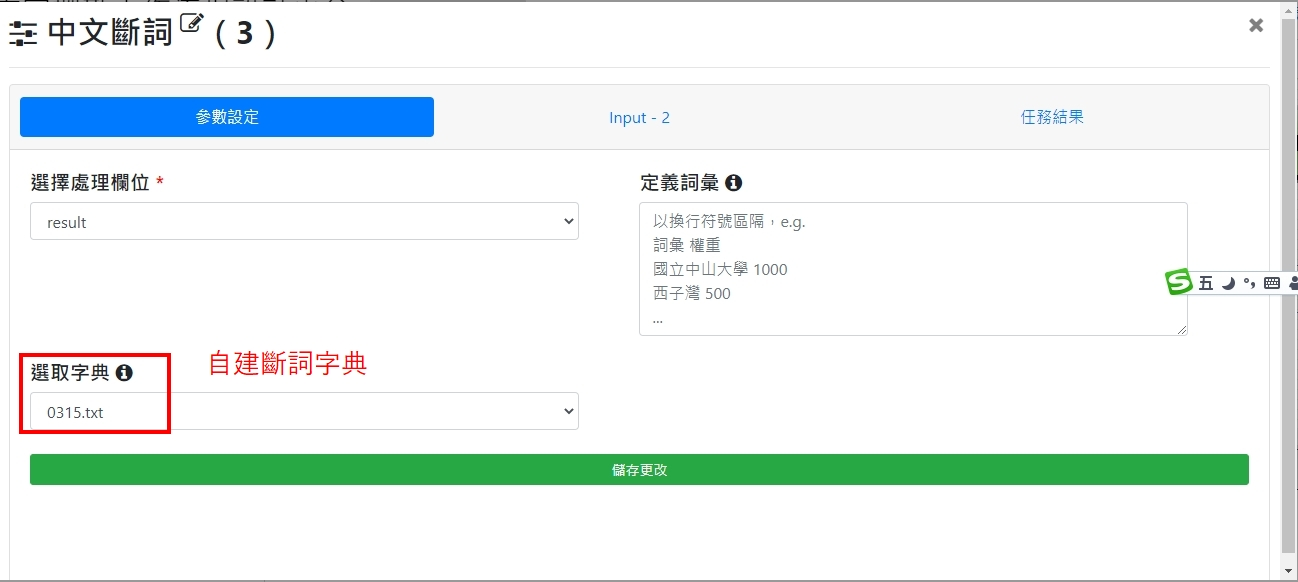 中文斷詞 ( 3 )
參數設定
Input - 2
任務結果
選擇處理欄位 *
result
定義詞彙
以換行符號區隔，e.g.
詞彙 權重
國立中山大學 1000
西子灣 500
...
五
選取字典
自建斷詞字典
0315.txt
儲存更改